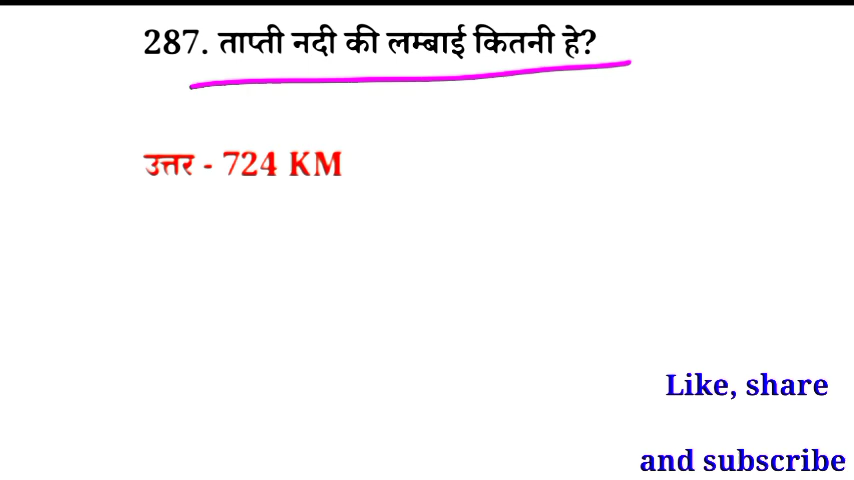 287. ताप्ती नदी की लम्बाई कितनी हे?
उत्तर - 724 KM
Like, share
and subscribe